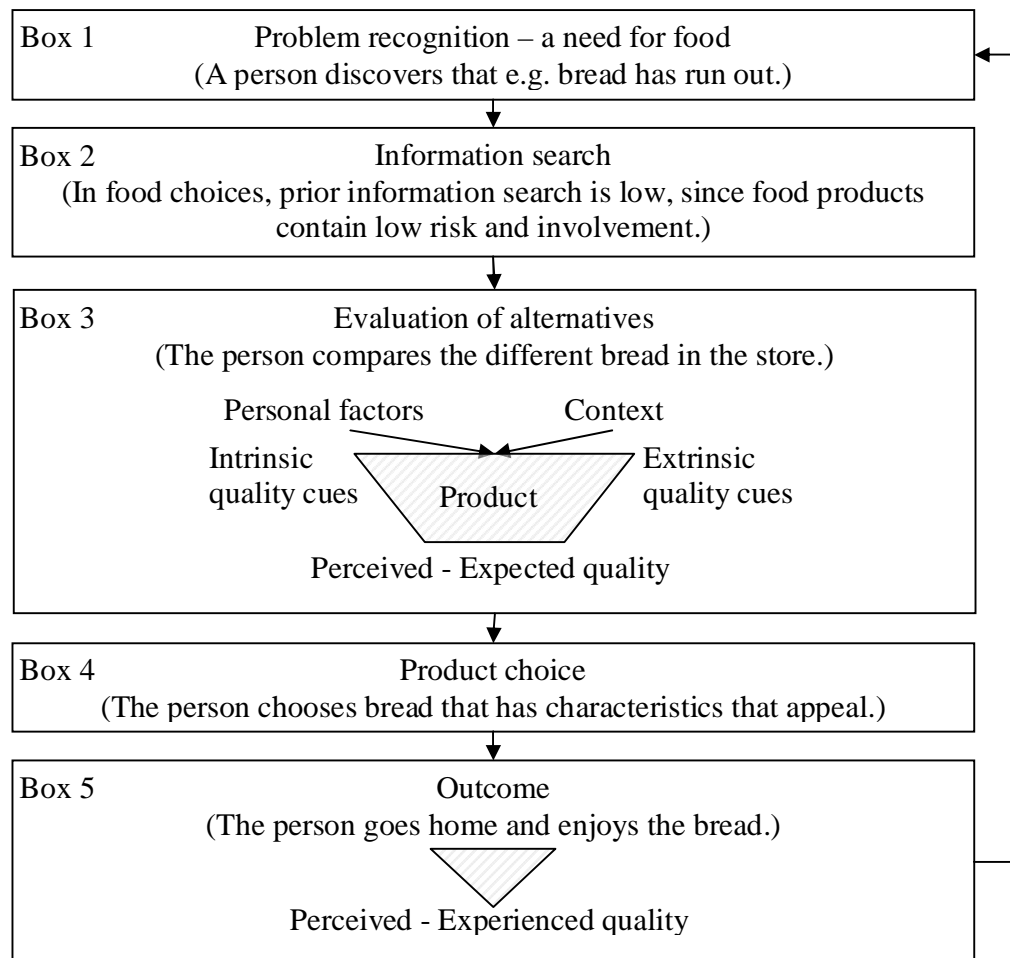 Box 1
Problem recognition – a need for food
(A person discovers that e.g. bread has run out.)
Box 2
Information search
(In food choices, prior information search is low, since food products
contain low risk and involvement.)
Box 3
Evaluation of alternatives
(The person compares the different bread in the store.)
Personal factors
Context
Intrinsic
quality cues
Product
Extrinsic
quality cues
Perceived - Expected quality
Box 4
Product choice
(The person chooses bread that has characteristics that appeal.)
Box 5
Outcome
(The person goes home and enjoys the bread.)
Perceived - Experienced quality